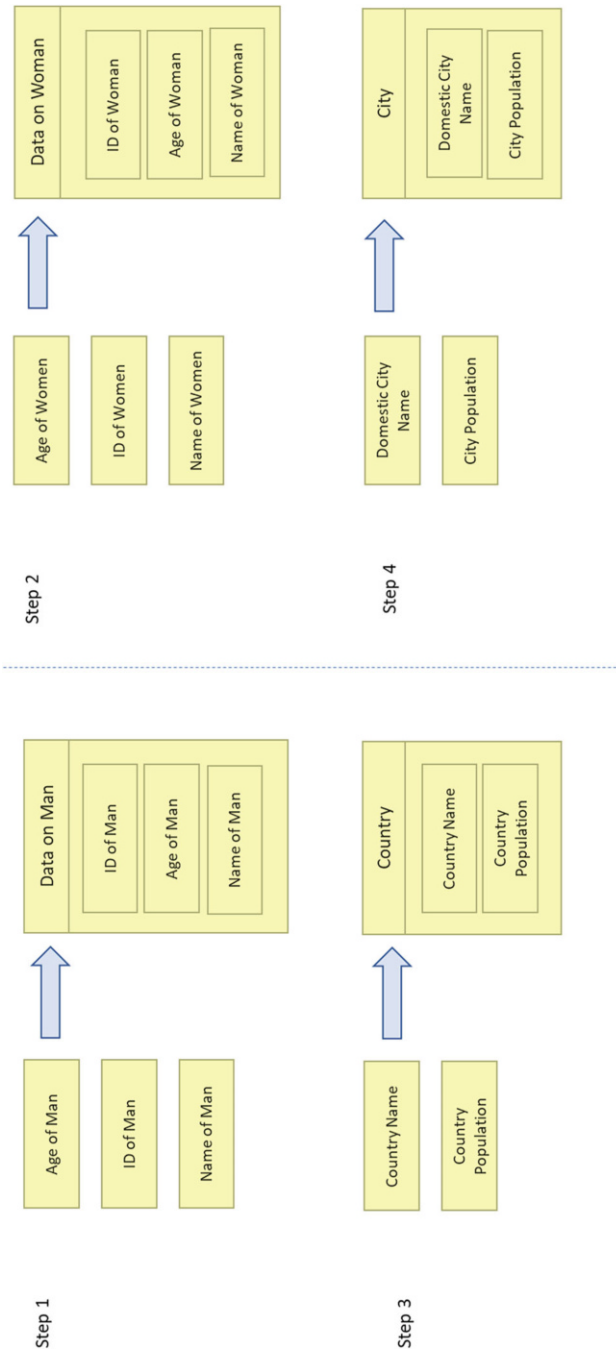 Step 1
Age of Man
ID of Man
Name of Man
Data on Man
ID of Man
Age of Man
Name of Man
Step 2
Age of Women
ID of Women
Name of Women
Data on Woman
ID of Woman
Age of Woman
Name of Woman
Step 3
Country Name
Country
Population
Country
Country Name
Country
Population
Step 4
Domestic City
Name
City Population
City
Domestic City
Name
City Population